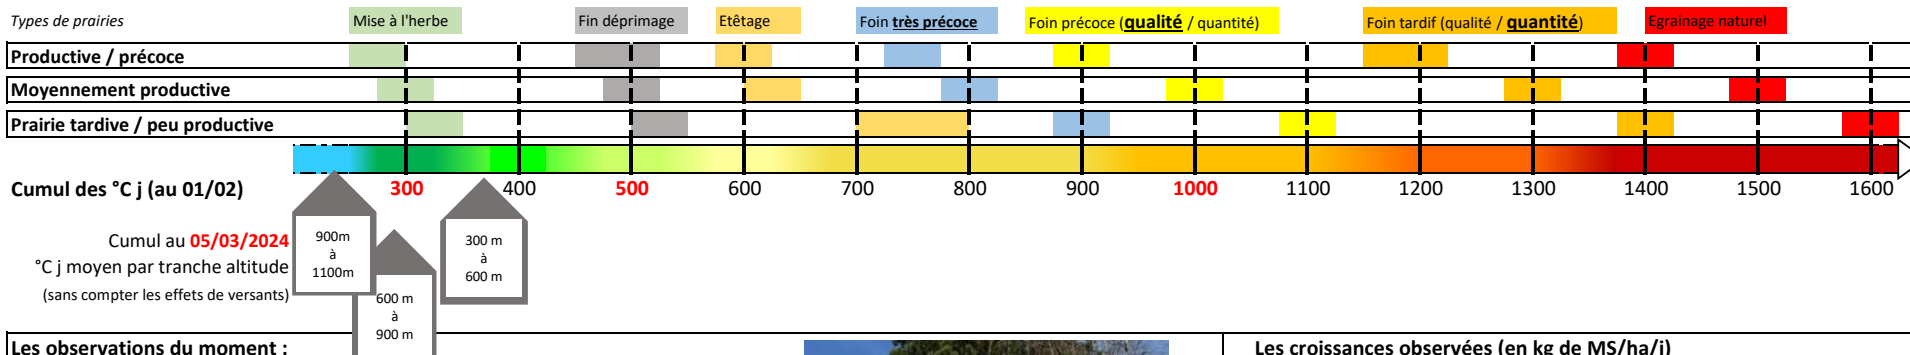 Types de prairies
Mise à l'herbe
Fin déprimage
Etêtage
Foin très précoce
Foin précoce (qualité / quantité)
Foin tardif (qualité / quantité)
Egrainage naturel
Productive / précoce
Moyennement productive
Prairie tardive / peu productive
Cumul des °C j (au 01/02)
300 400 500 600 700 800 900 1000 1100 1200 1300 1400 1500 1600
Cumul au 05/03/2024
°C j moyen par tranche altitude
(sans compter les effets de versants)
900m
à
1100m
600 m
à
900 m
300 m
à
600 m
Les observations du moment :
Les croissances observées (en kg de MS/ha/j)